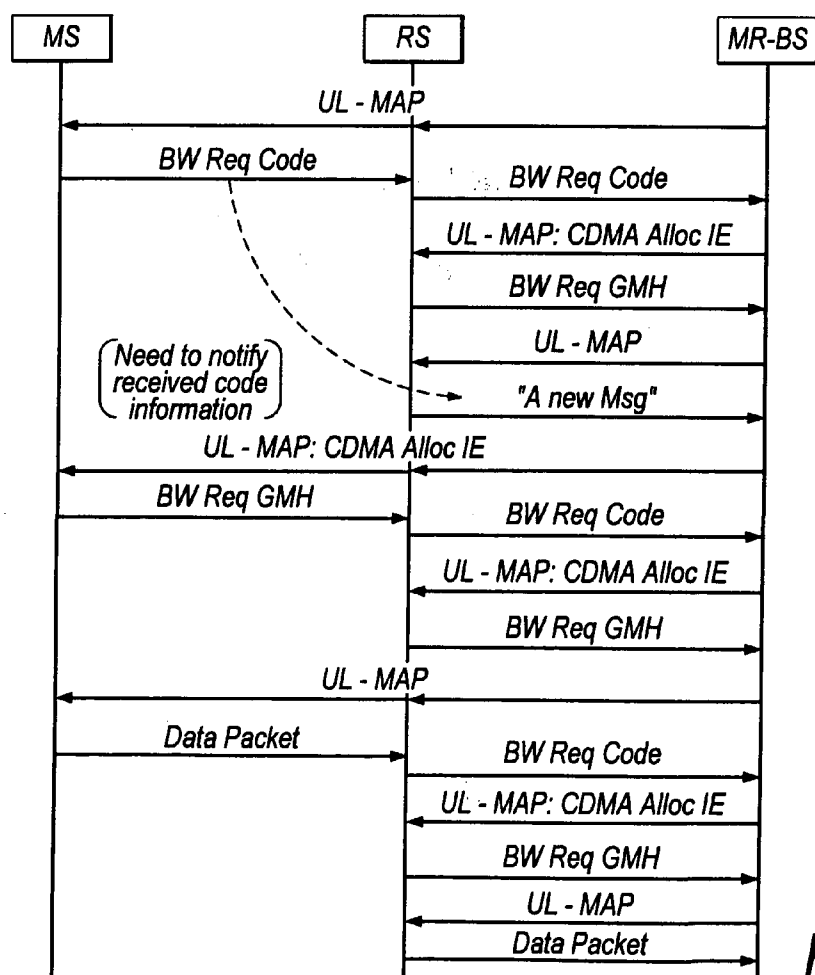 MS
RS
MR-BS
UL - MAP
BW Req Code
BW Req Code
UL - MAP: CDMA Alloc IE
BW Req GMH
UL - MAP
(Need to notify
received code
information)
"A new Msg"
UL - MAP: CDMA Alloc IE
BW Req GMH
BW Req Code
UL - MAP: CDMA Alloc IE
BW Req GMH
UL - MAP
Data Packet
BW Req Code
UL - MAP: CDMA Alloc IE
BW Req GMH
UL - MAP
Data Packet